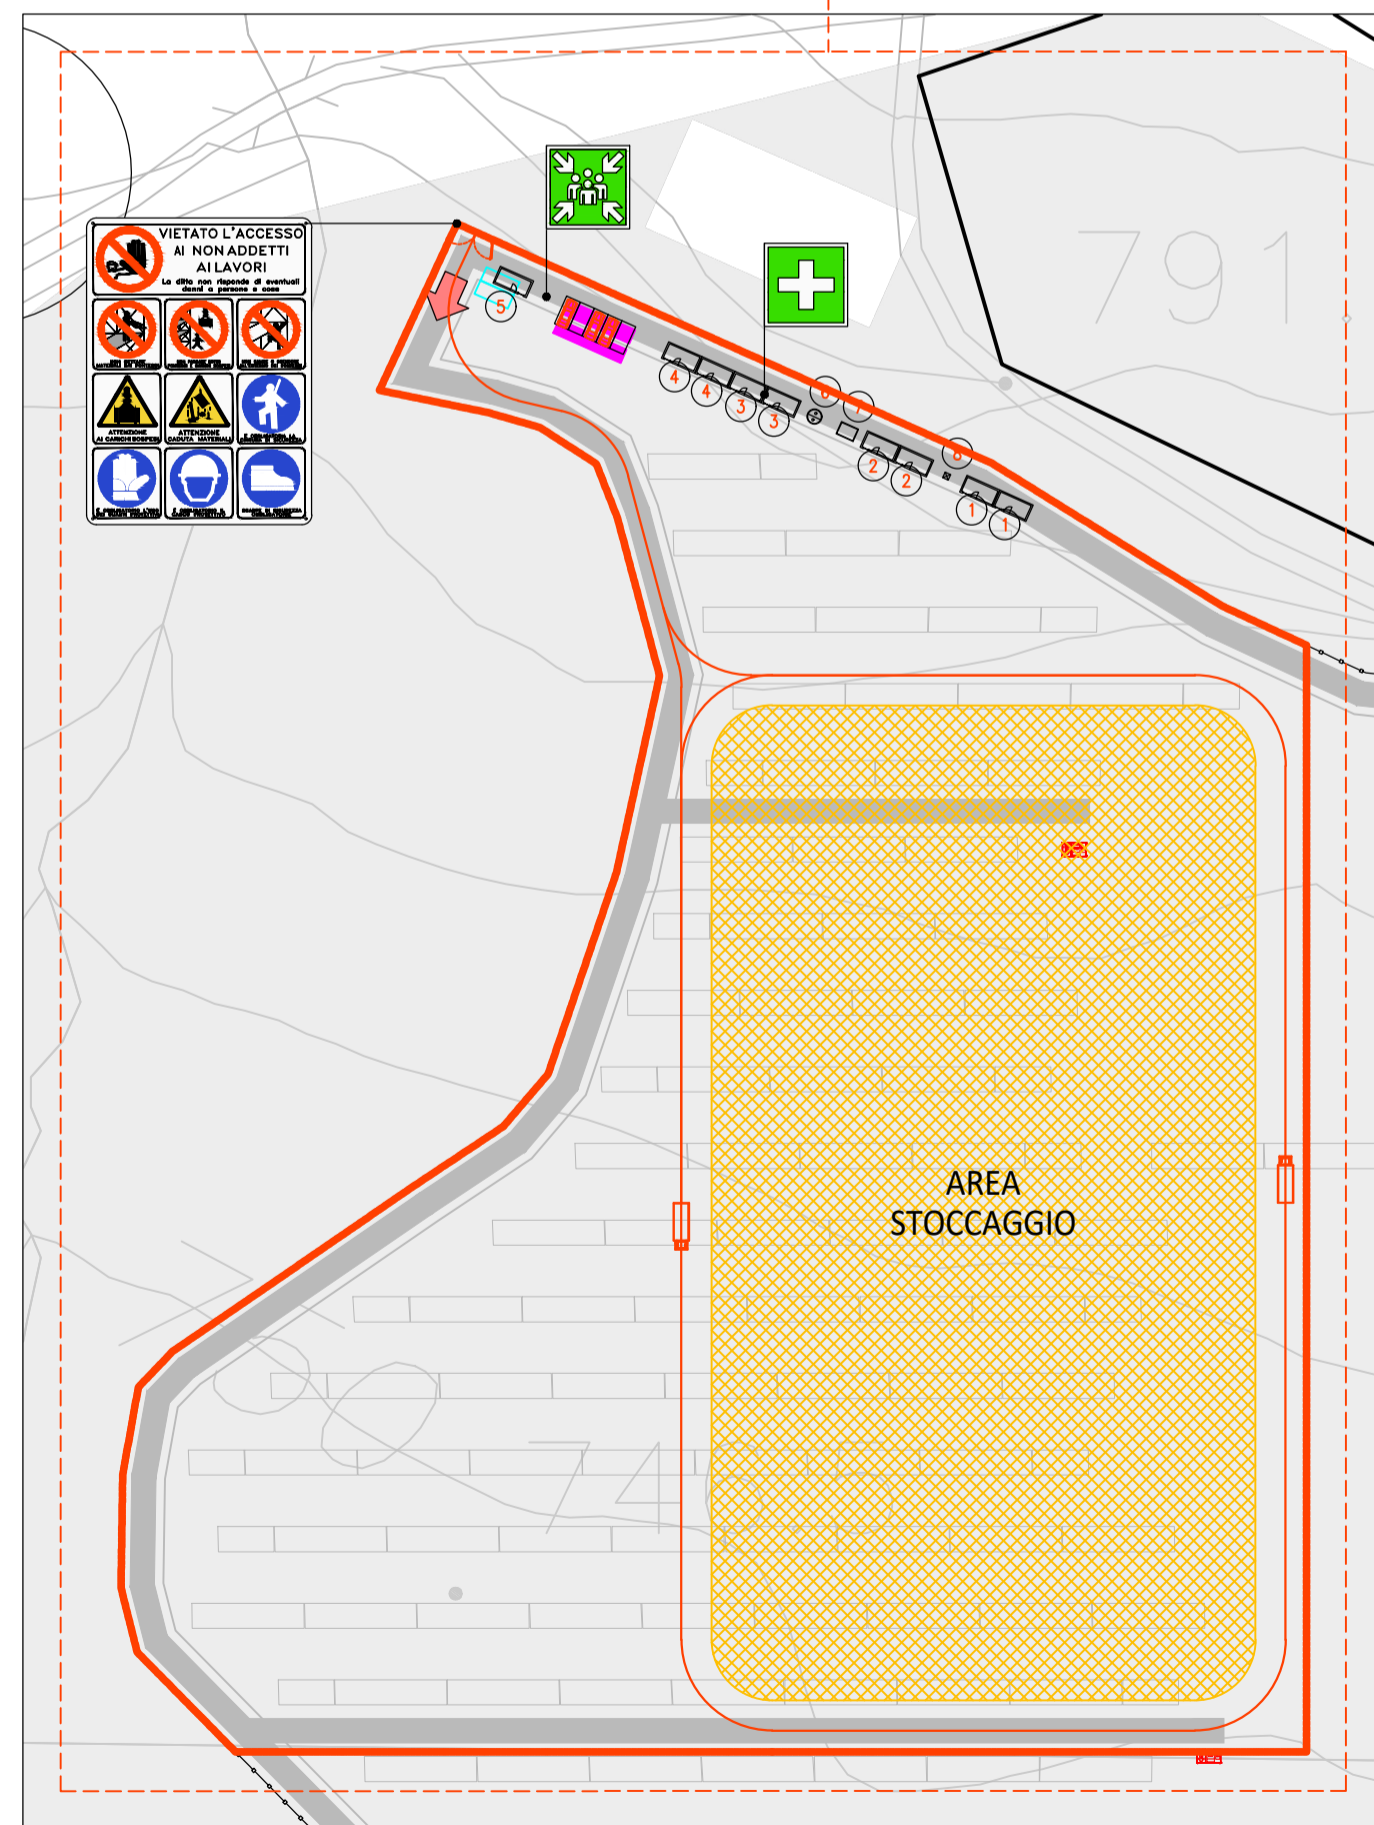 VIETATO L'ACCESSO
AI NON ADDETTI
AI LAVORI
La ditta non risponde di eventuali
danni a persone o cose
ATTENZIONE
AI CARICHI SOSPESI
ATTENZIONE
CADUTA MATERIALI
791
5
4
4
3
3
6
7
2
2
8
1
1
AREA
STOCCAGGIO